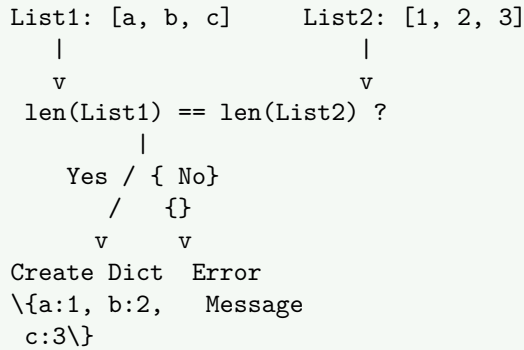 List1: [a, b, c]     List2: [1, 2, 3]
   |                      |
   v                      v
 len(List1) == len(List2) ?
         |
    Yes / { No}
       /   {}
      v     v
Create Dict  Error
\{a:1, b:2,   Message
 c:3\}